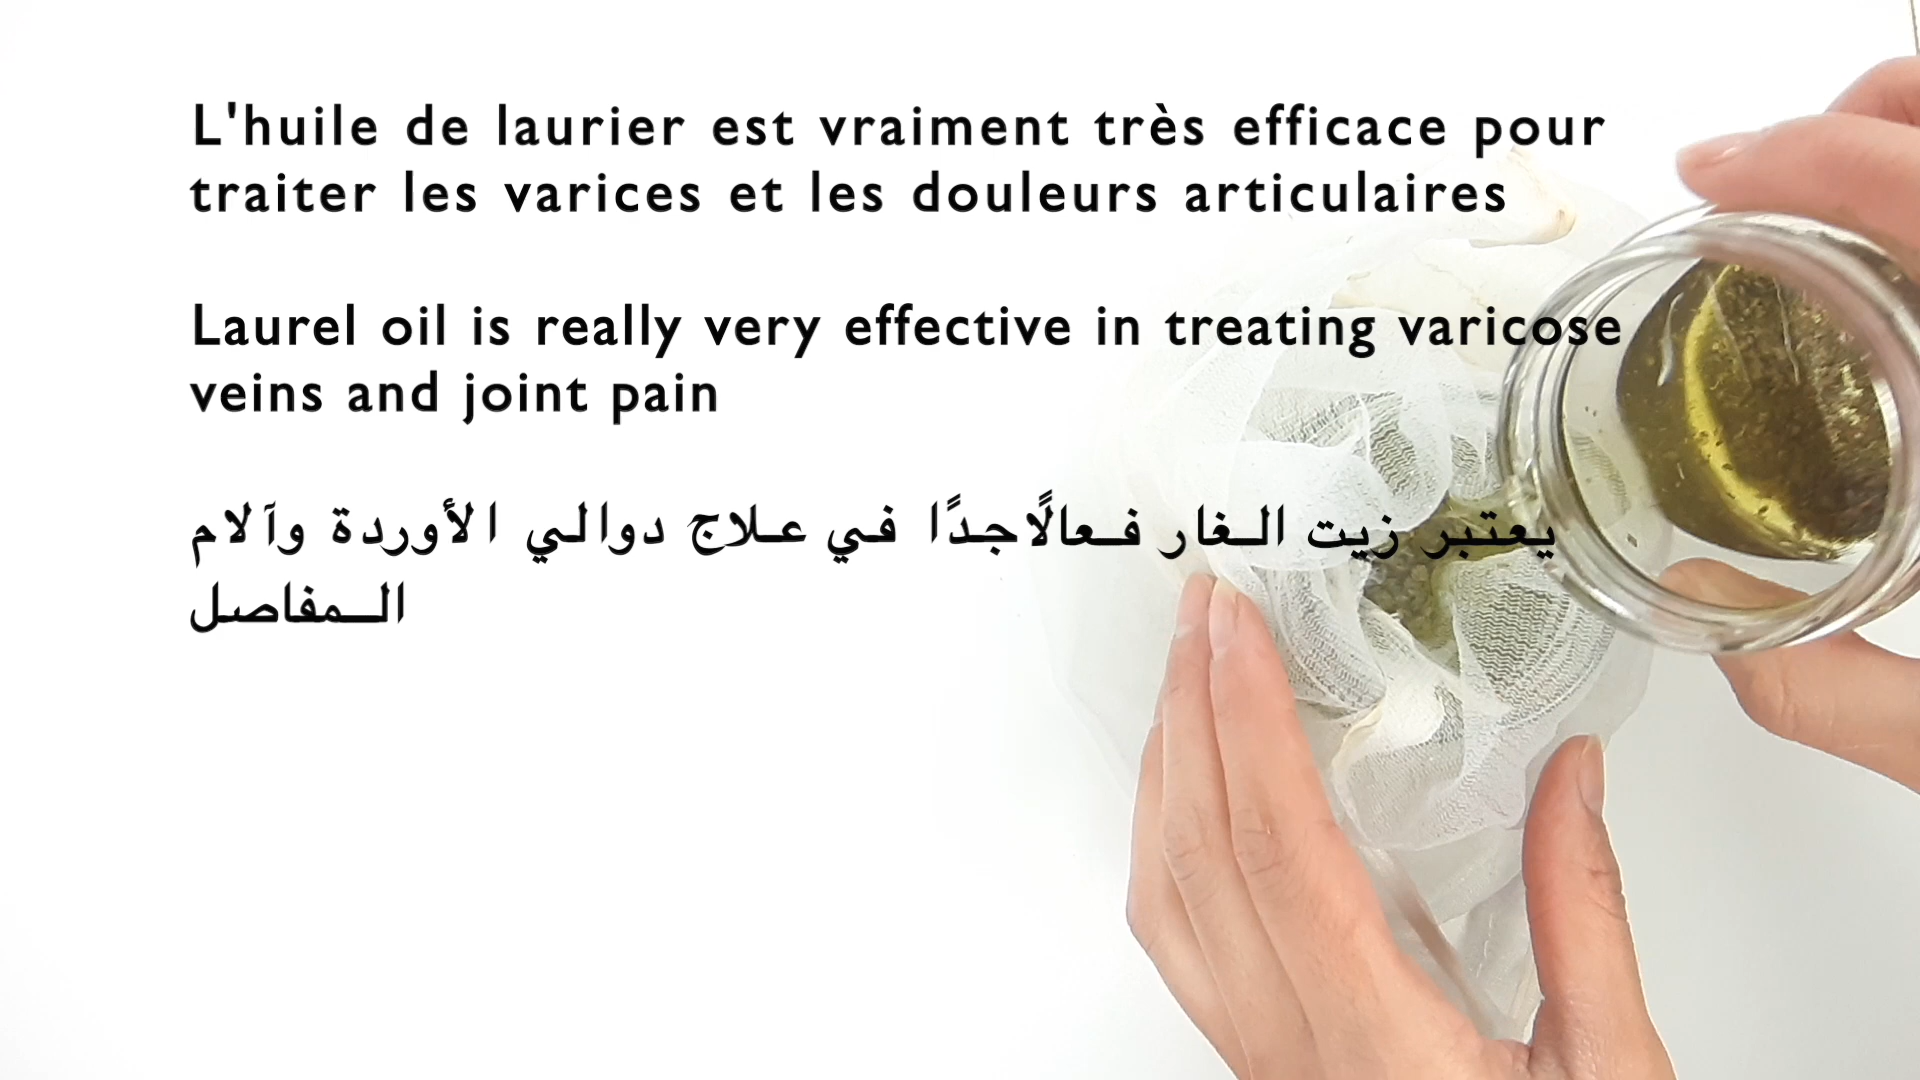 L'huile de laurier est vraiment très efficace pour
traiter les varices et les douleurs articulaires
Laurel oil is really very effective in treating varicose
veins and joint pain
يعتبر زيت الغار فعالًاجدًا في علاج دوالي الأوردة وآلام
المفاصل